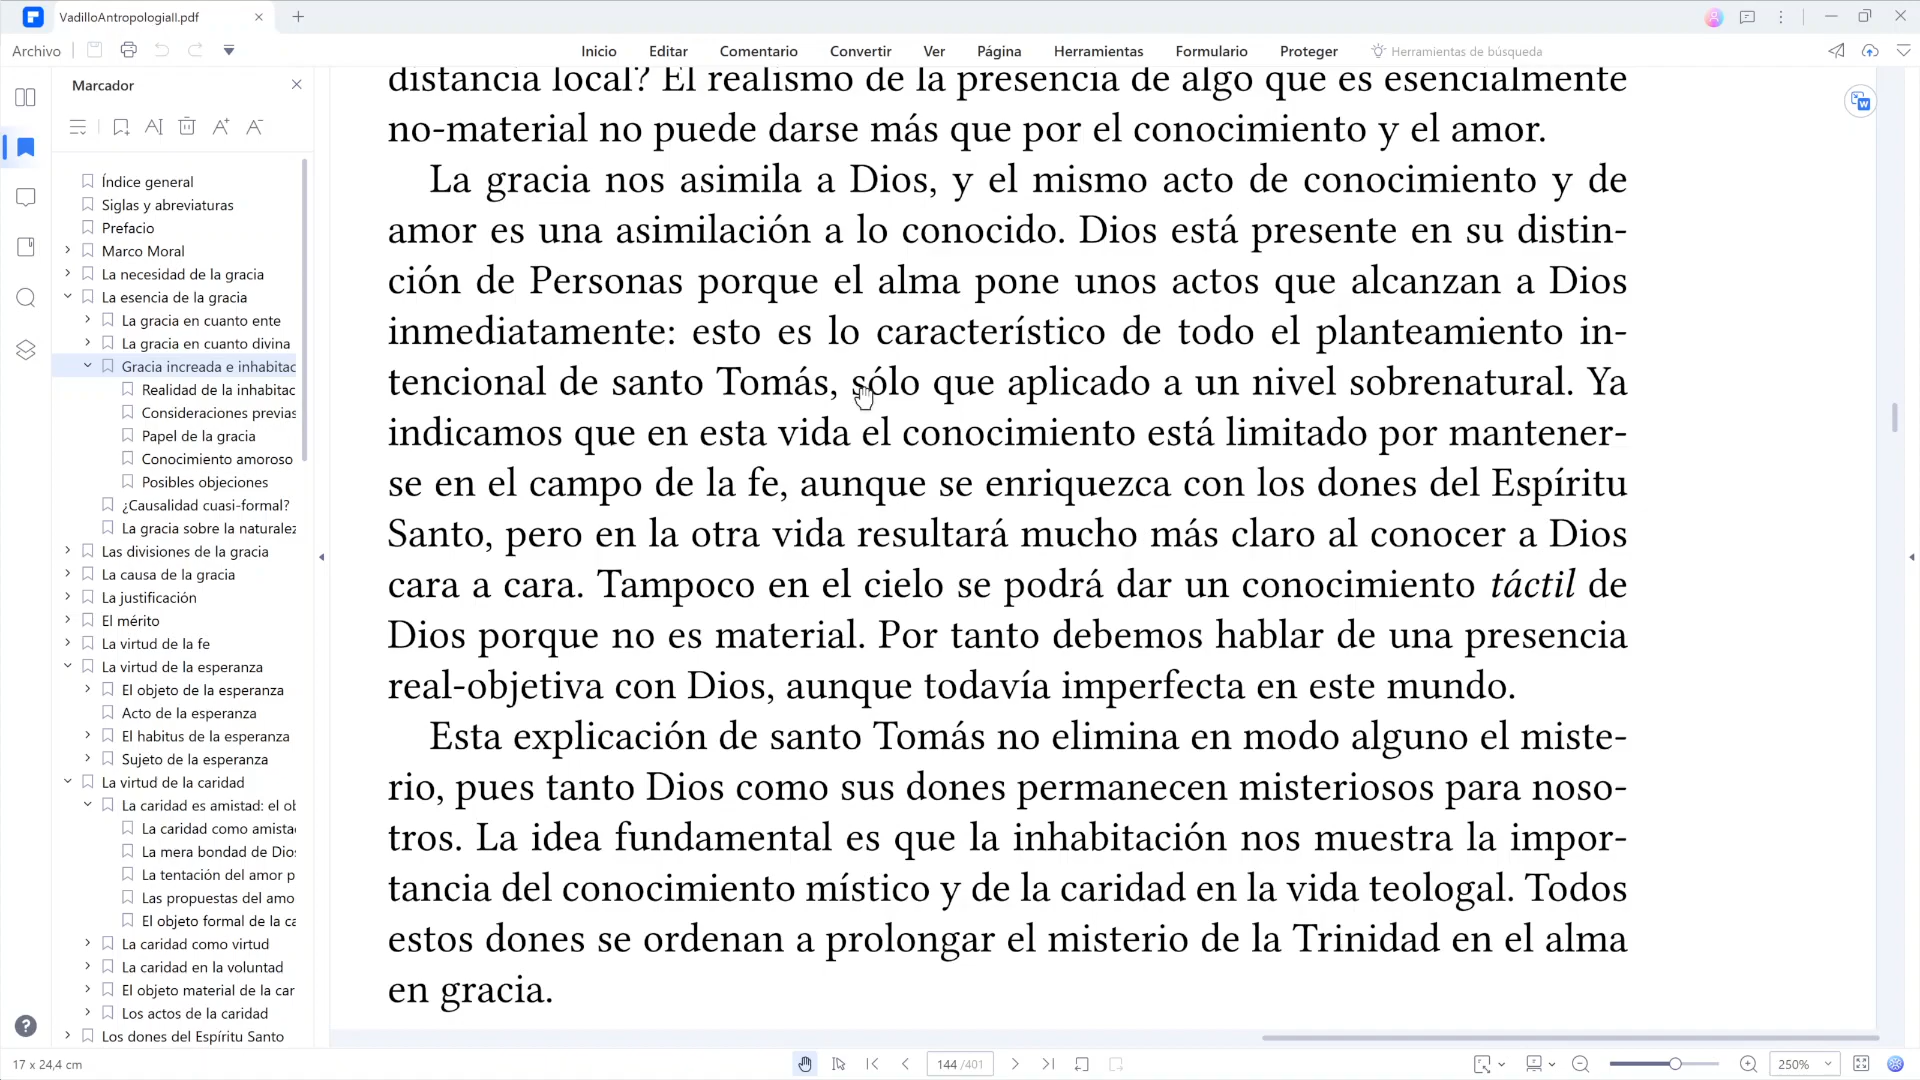 VadilloAntropologiaII.pdf
Archivo
Inicio
Editar
Comentario
Convertir
Ver
Página
Herramientas
Formulario
Proteger
Herramientas de búsqueda
Marcador
Índice general
Siglas y abreviaturas
Prefacio
Marco Moral
La necesidad de la gracia
La esencia de la gracia
La gracia en cuanto ente
La gracia en cuanto divina
Gracia increada e inhabitac
Realidad de la inhabitac
Consideraciones previas
Papel de la gracia
Conocimiento amoroso
Posibles objeciones
¿Causalidad cuasi-formal?
La gracia sobre la naturalez
Las divisiones de la gracia
La causa de la gracia
La justificación
El mérito
La virtud de la fe
La virtud de la esperanza
El objeto de la esperanza
Acto de la esperanza
El habitus de la esperanza
Sujeto de la esperanza
La virtud de la caridad
La caridad es amistad: el ob
La caridad como amista
La mera bondad de Dio
La tentación del amor p
Las propuestas del amo
El objeto formal de la ca
La caridad como virtud
La caridad en la voluntad
El objeto material de la car
Los actos de la caridad
Los dones del Espíritu Santo
distancia local? El realismo de la presencia de algo que es esencialmente
no-material no puede darse más que por el conocimiento y el amor.
La gracia nos asimila a Dios, y el mismo acto de conocimiento y de
amor es una asimilación a lo conocido. Dios está presente en su distin-
ción de Personas porque el alma pone unos actos que alcanzan a Dios
inmediatamente: esto es lo característico de todo el planteamiento in-
tencional de santo Tomás, sólo que aplicado a un nivel sobrenatural. Ya
indicamos que en esta vida el conocimiento está limitado por mantener-
se en el campo de la fe, aunque se enriquezca con los dones del Espíritu
Santo, pero en la otra vida resultará mucho más claro al conocer a Dios
cara a cara. Tampoco en el cielo se podrá dar un conocimiento táctil de
Dios porque no es material. Por tanto debemos hablar de una presencia
real-objetiva con Dios, aunque todavía imperfecta en este mundo.
Esta explicación de santo Tomás no elimina en modo alguno el miste-
rio, pues tanto Dios como sus dones permanecen misteriosos para noso-
tros. La idea fundamental es que la inhabitación nos muestra la impor-
tancia del conocimiento místico y de la caridad en la vida teologal. Todos
estos dones se ordenan a prolongar el misterio de la Trinidad en el alma
en gracia.
17 x 24,4 cm
144 /401
250%